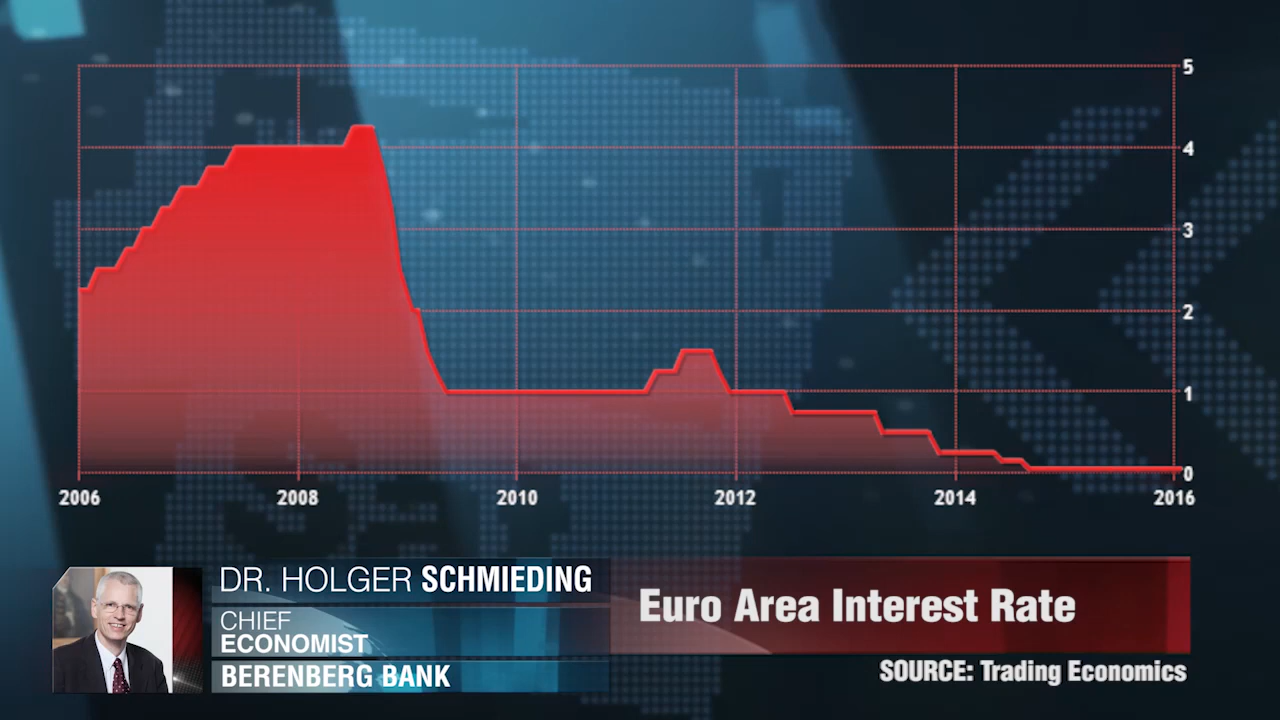 5
4
3
2
1
0
2006 2008 2010 2012 2014 2016
DR. HOLGER SCHMIEDING
CHIEF
ECONOMIST
BERENBERG BANK
Euro Area Interest Rate
SOURCE: Trading Economics